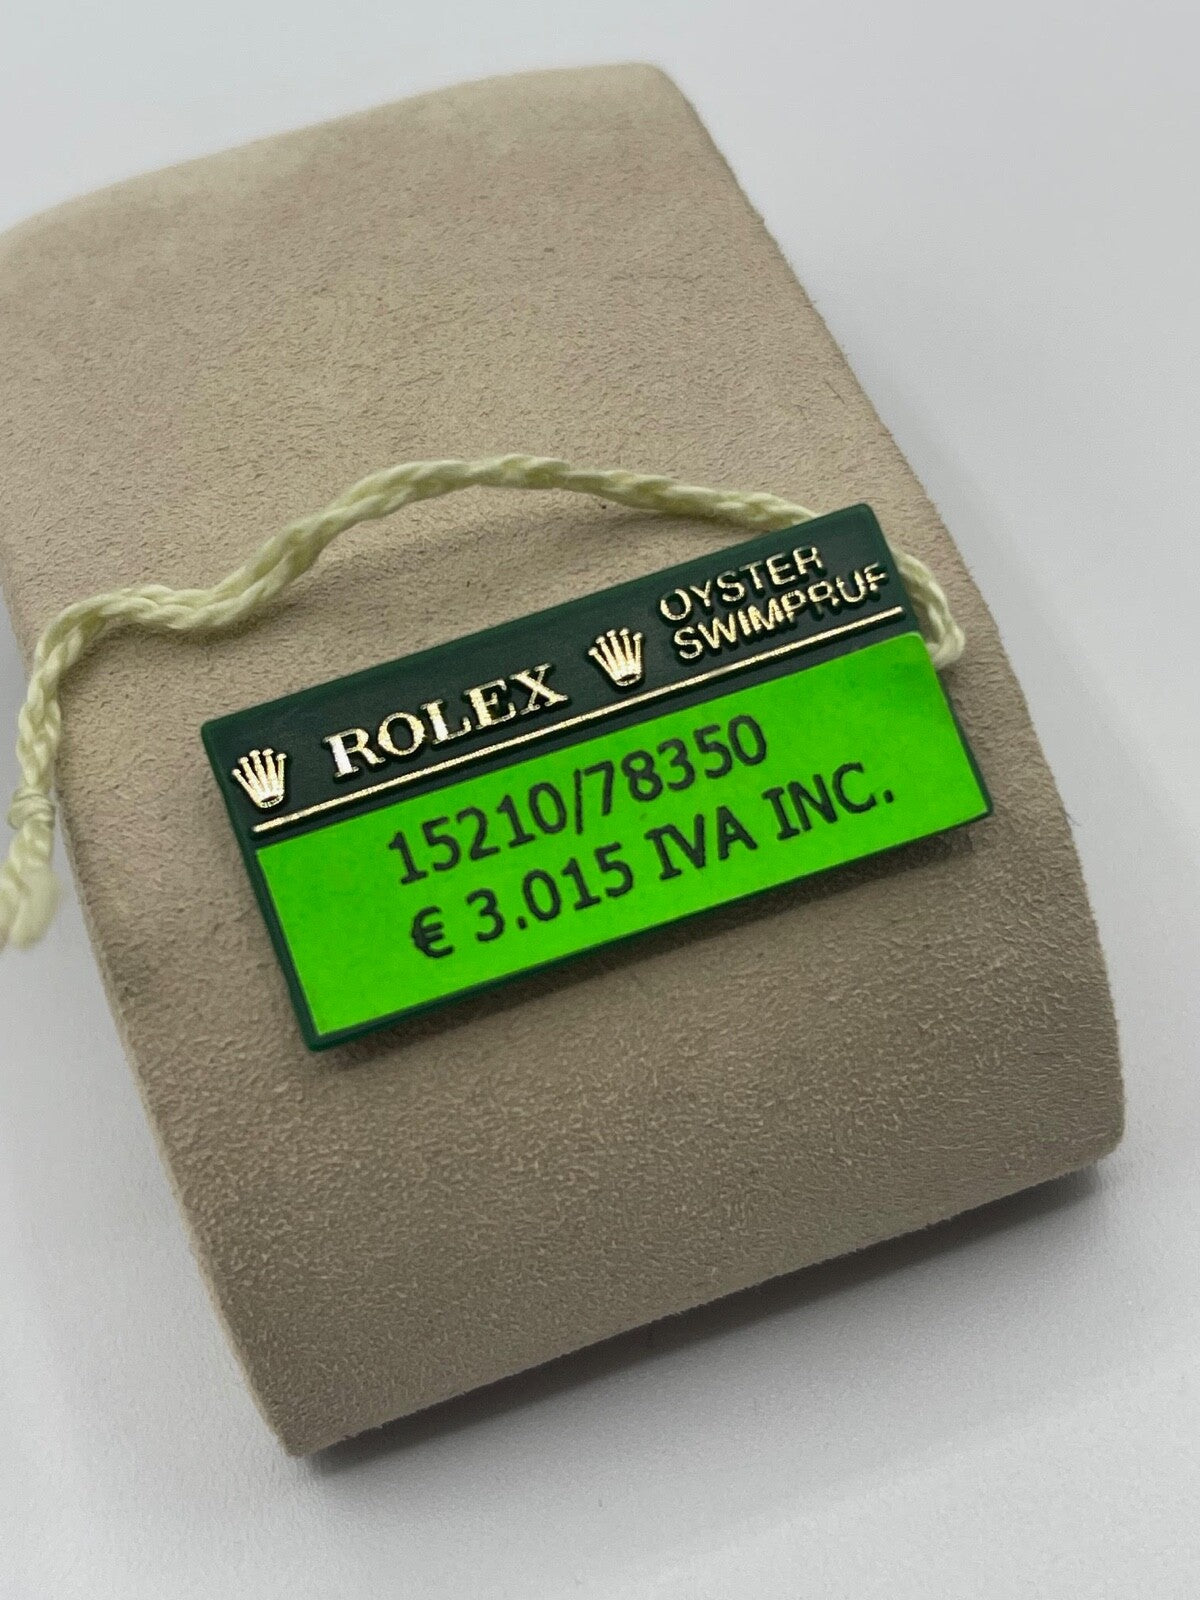 ROLEX OYSTER
SWIMPRUF
15210/78350
€ 3.015 IVA INC.